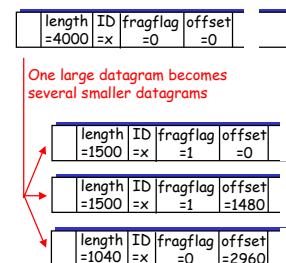 length ID fragflag offset
=4000 =x =0 =0
One large datagram becomes
several smaller datagrams
length ID fragflag offset
=1500 =x =1 =0
length ID fragflag offset
=1500 =x =1 =1480
length ID fragflag offset
=1040 =x =0 =2960